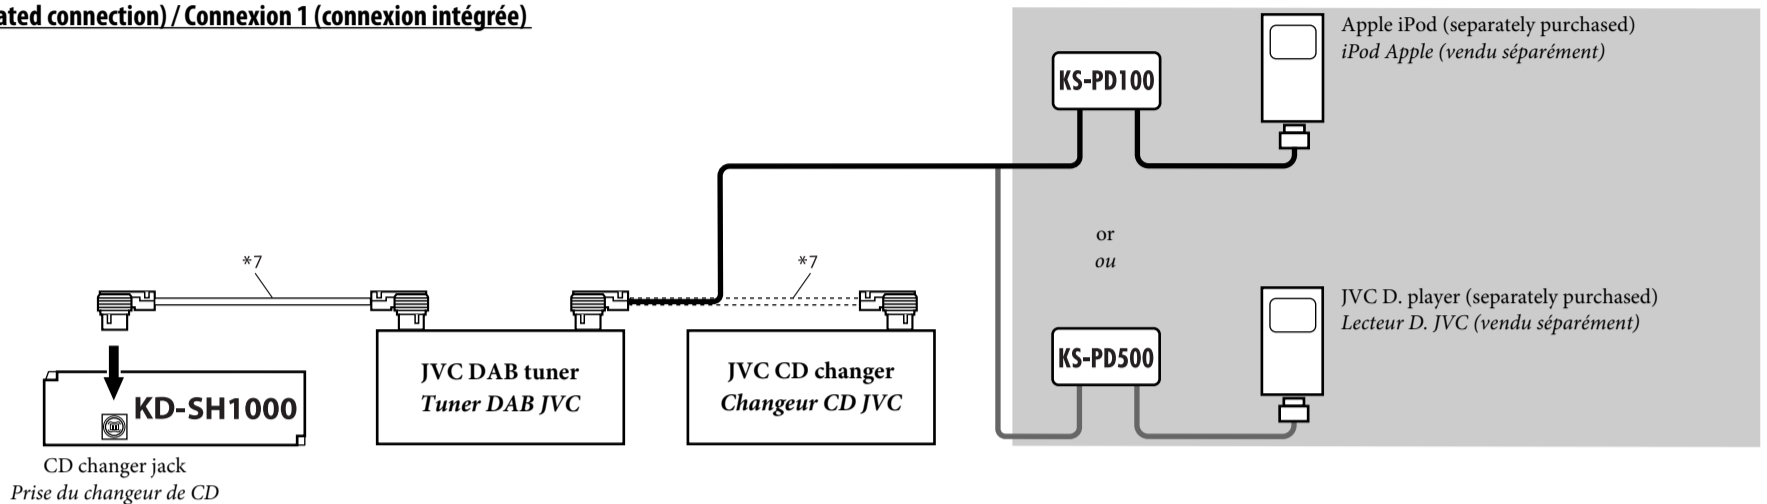 ated connection) / Connexion 1 (connexion intégrée)
Apple iPod (separately purchased)
iPod Apple (vendu séparément)
KS-PD100
or
ou
*7
*7
JVC D. player (separately purchased)
Lecteur D. JVC (vendu séparément)
KS-PD500
JVC DAB tuner
Tuner DAB JVC
JVC CD changer
Changeur CD JVC
KD-SH1000
CD changer jack
Prise du changeur de CD